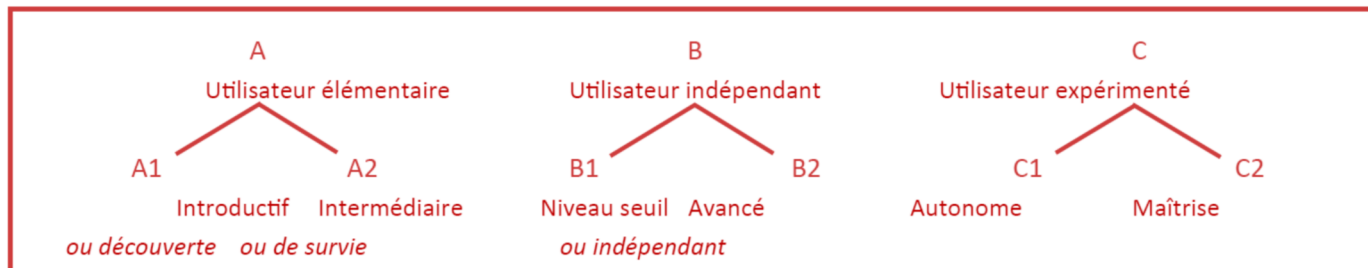 A B C
Utilisateur élémentaire Utilisateur indépendant Utilisateur expérimenté
A1 A2 B1 B2 C1 C2
Introductif Intermédiaire Niveau seuil Avancé Autonome Maîtrise
ou découverte ou de survie ou indépendant